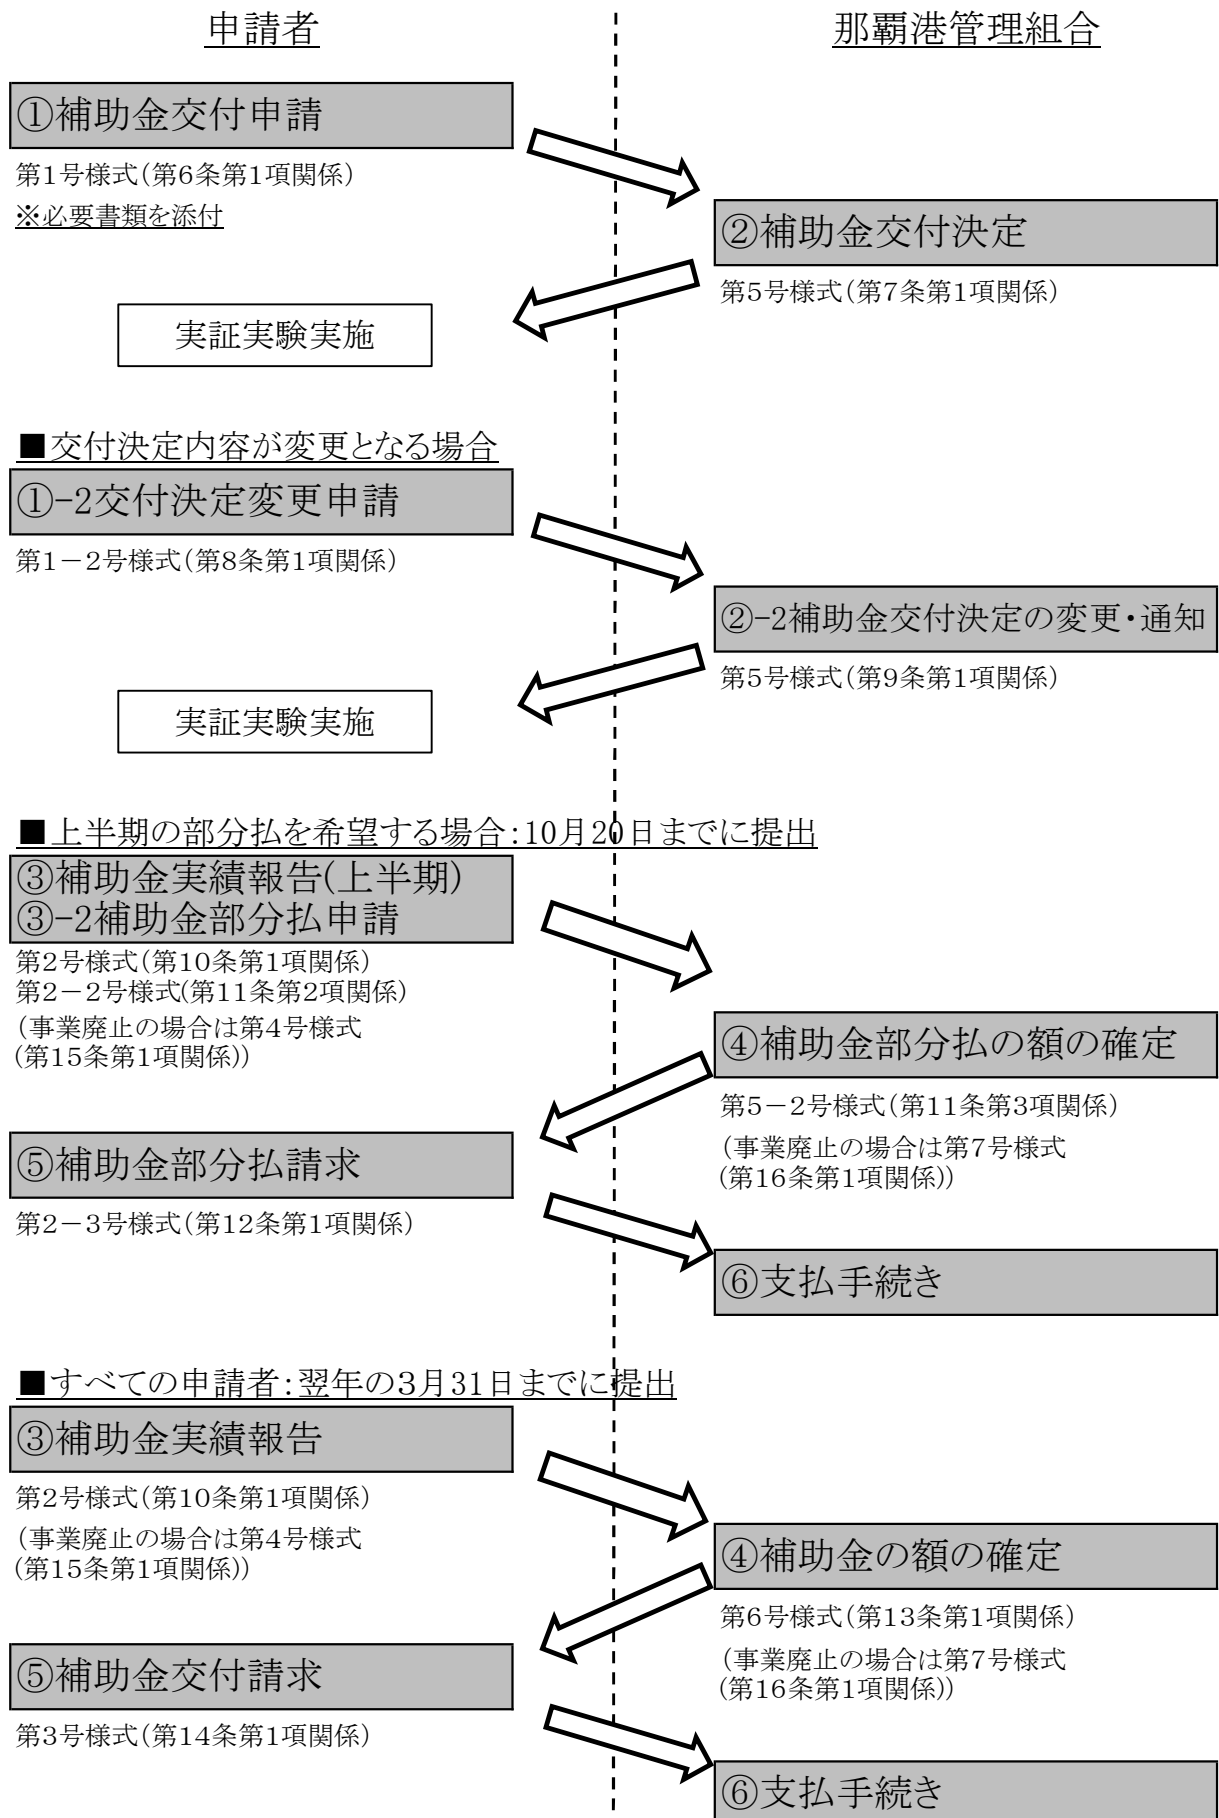 申請者
那覇港管理組合
①補助金交付申請
第1号様式(第6条第1項関係)
※必要書類を添付
②補助金交付決定
第5号様式(第7条第1項関係)
実証実験実施
■交付決定内容が変更となる場合
①-2交付決定変更申請
第1－2号様式(第8条第1項関係)
②-2補助金交付決定の変更・通知
第5号様式(第9条第1項関係)
実証実験実施
■上半期の部分払を希望する場合:10月20日までに提出
③補助金実績報告(上半期)
③-2補助金部分払申請
第2号様式(第10条第1項関係)
第2－2号様式(第11条第2項関係)
(事業廃止の場合は第4号様式
(第15条第1項関係))
④補助金部分払の額の確定
第5－2号様式(第11条第3項関係)
(事業廃止の場合は第7号様式
(第16条第1項関係))
⑤補助金部分払請求
第2－3号様式(第12条第1項関係)
⑥支払手続き
■すべての申請者:翌年の3月31日までに提出
③補助金実績報告
第2号様式(第10条第1項関係)
(事業廃止の場合は第4号様式
(第15条第1項関係))
④補助金の額の確定
第6号様式(第13条第1項関係)
(事業廃止の場合は第7号様式
(第16条第1項関係))
⑤補助金交付請求
第3号様式(第14条第1項関係)
⑥支払手続き